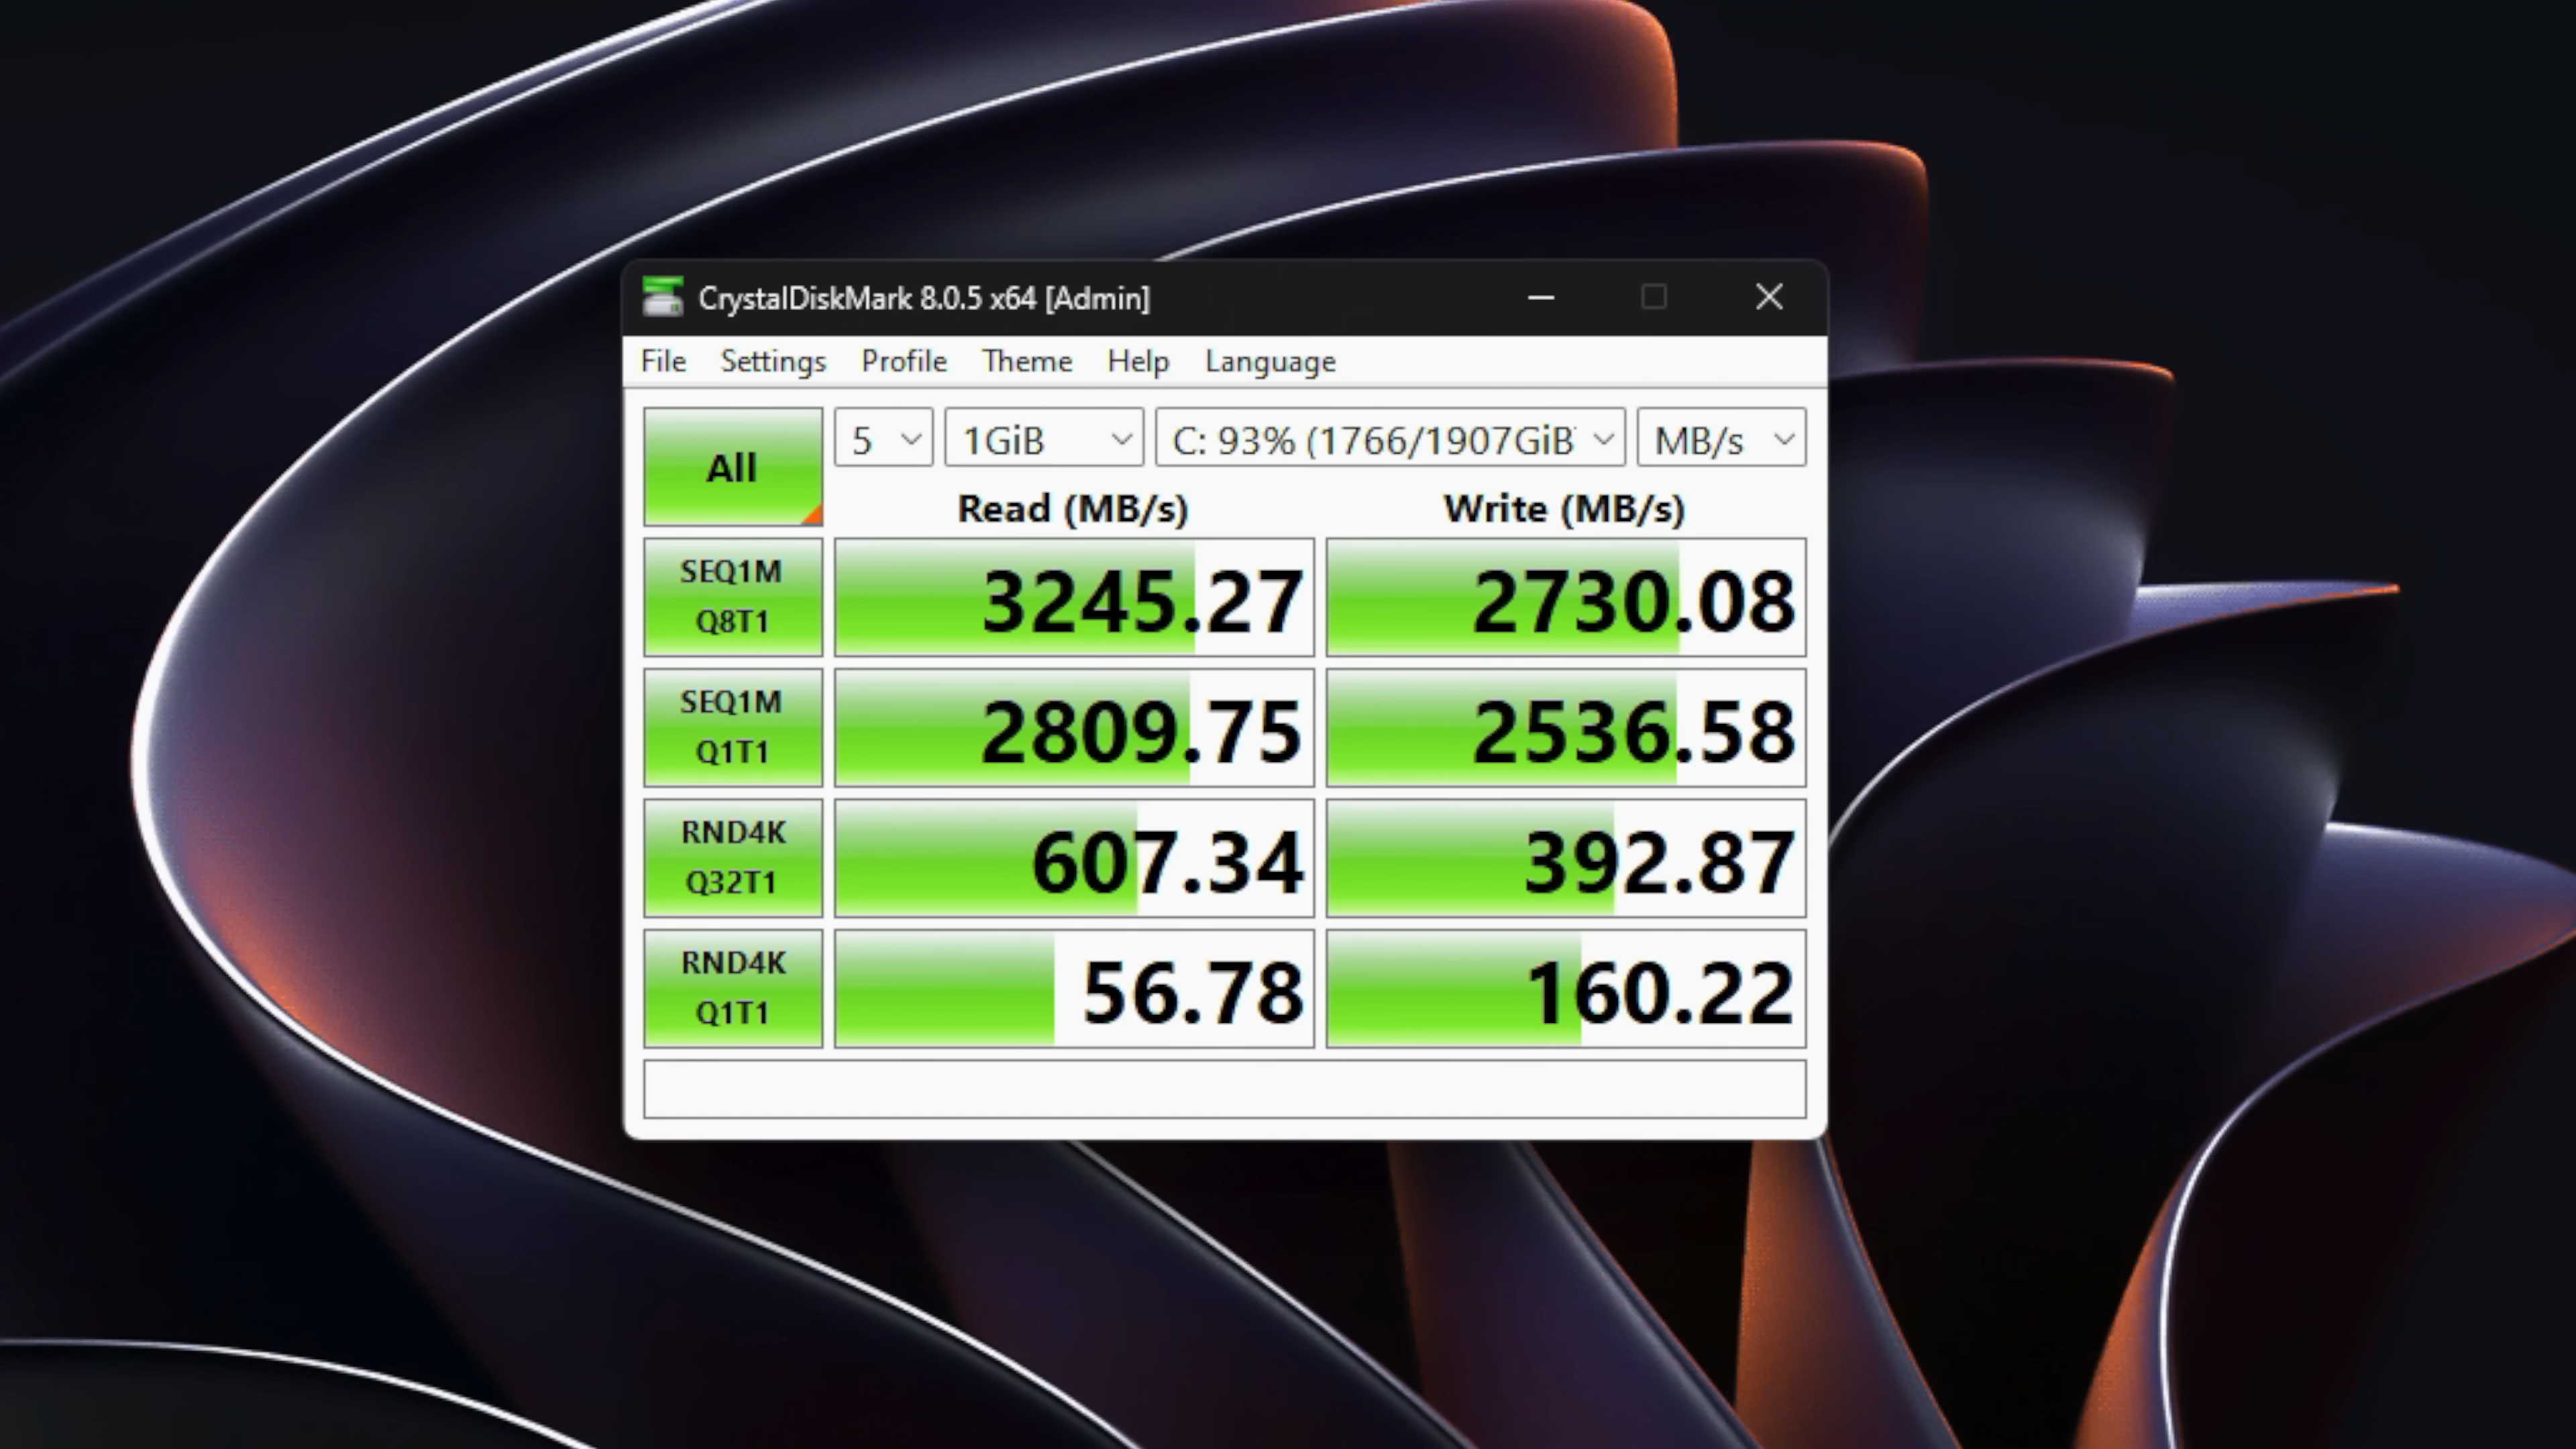 CrystalDiskMark 8.0.5 x64 [Admin]
File Settings Profile Theme Help Language
All 5 1GiB C: 93% (1766/1907GiB MB/s
Read (MB/s) Write (MB/s)
SEQ1M
Q8T1
3245.27 2730.08
SEQ1M
Q1T1
2809.75 2536.58
RND4K
Q32T1
607.34 392.87
RND4K
Q1T1
56.78 160.22